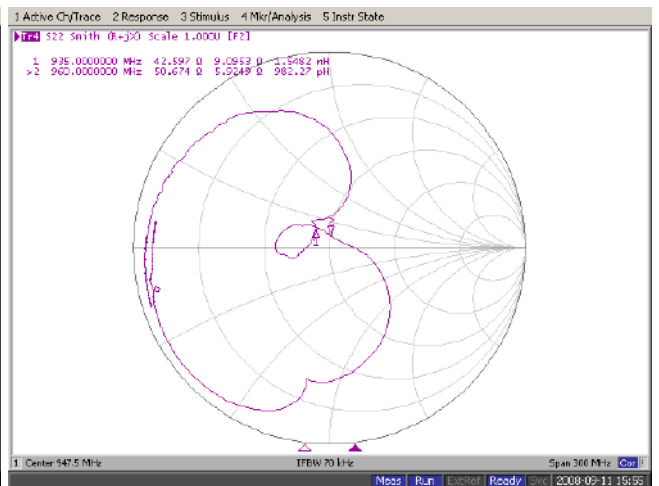 1 Active Ch/Trace 2 Response 3 Stimulus 4 Mkr/Analysis 5 Instr State
Tr4 S22 Smith (R+jX) Scale 1.000U [F2]
1 935.0000000 MHz 42.597 Ω 9.0953 Ω 1.5482 nH
>2 960.0000000 MHz 50.674 Ω 5.9249 Ω 982.27 pH
2
1
1 Center 947.5 MHz IFBW 70 kHz Span 300 MHz Cor !
Meas Run ExtRef Ready Svc 2008-09-11 15:55